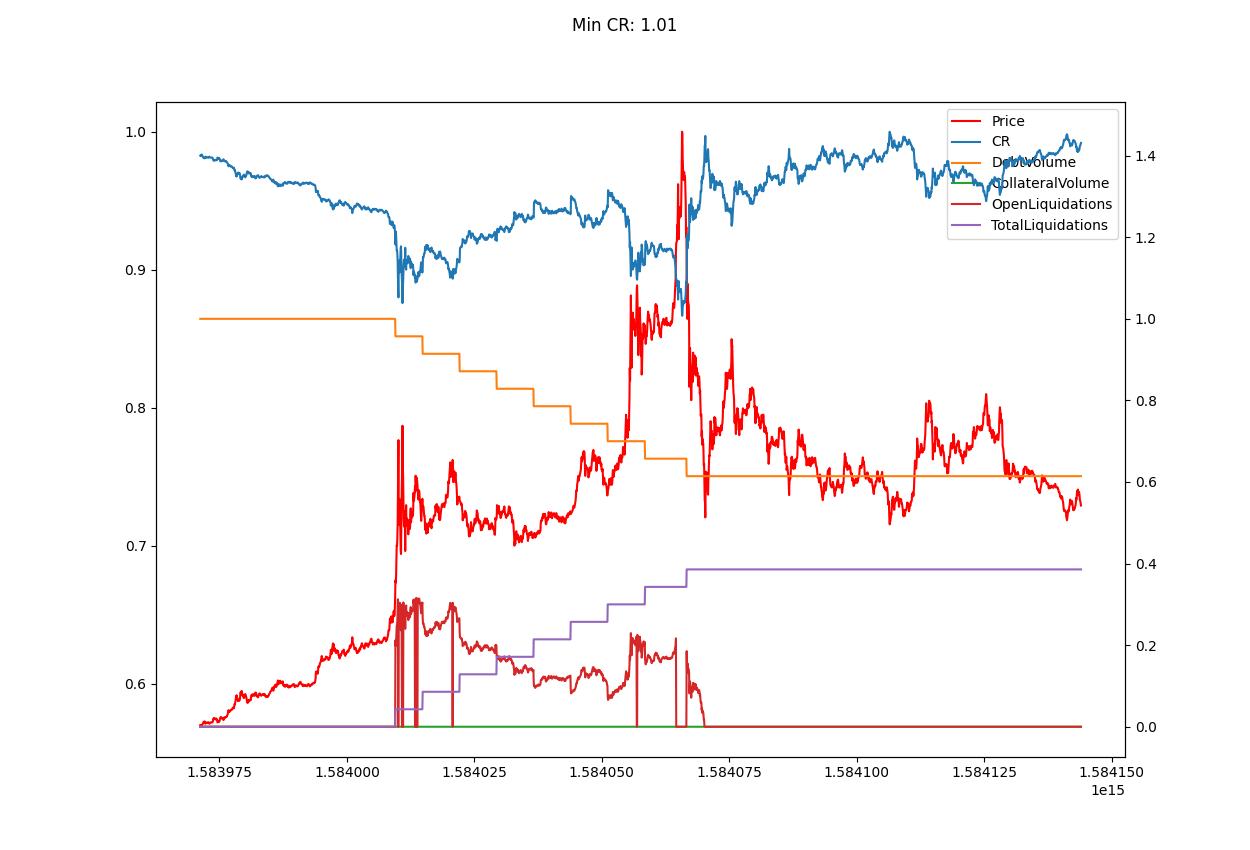 Min CR: 1.01
1.0
0.9
0.8
0.7
0.6
1.4
1.2
1.0
0.8
0.6
0.4
0.2
0.0
Price
CR
DebtVolume
CollateralVolume
OpenLiquidations
TotalLiquidations
1.583975 1.584000 1.584025 1.584050 1.584075 1.584100 1.584125 1.584150
1e15